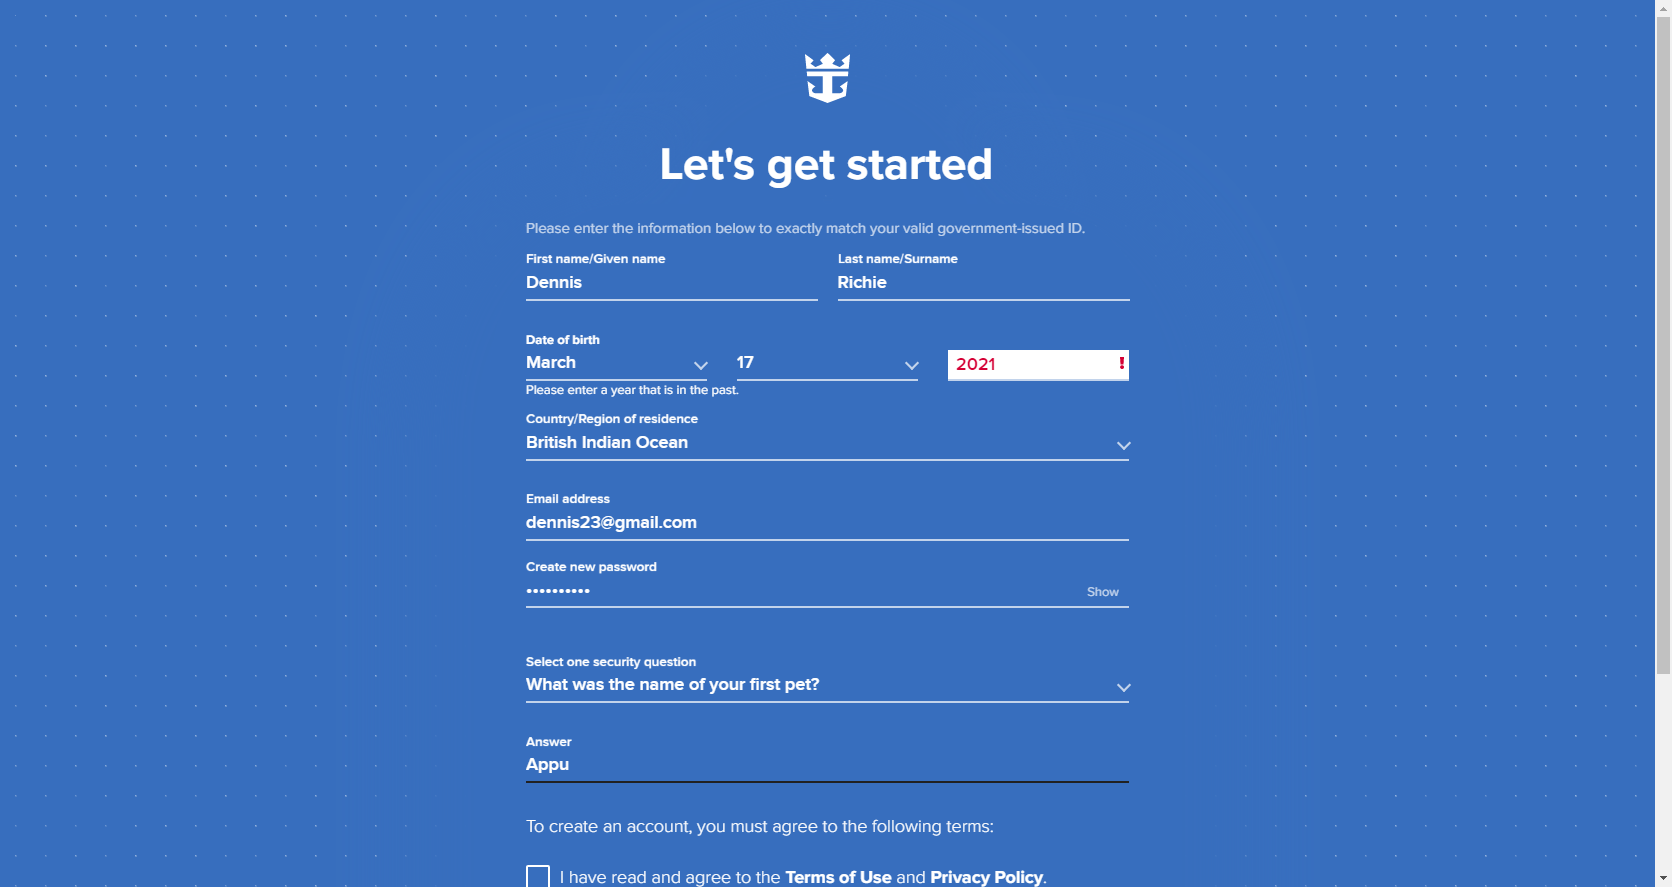 Let's get started
Please enter the information below to exactly match your valid government-issued ID.
First name/Given name
Last name/Surname
Dennis
Richie
Date of birth
March
17
2021
!
Please enter a year that is in the past.
Country/Region of residence
British Indian Ocean
Email address
dennis23@gmail.com
Create new password
••••••••••
Show
Select one security question
What was the name of your first pet?
Answer
Appu
To create an account, you must agree to the following terms:
I have read and agree to the Terms of Use and Privacy Policy.